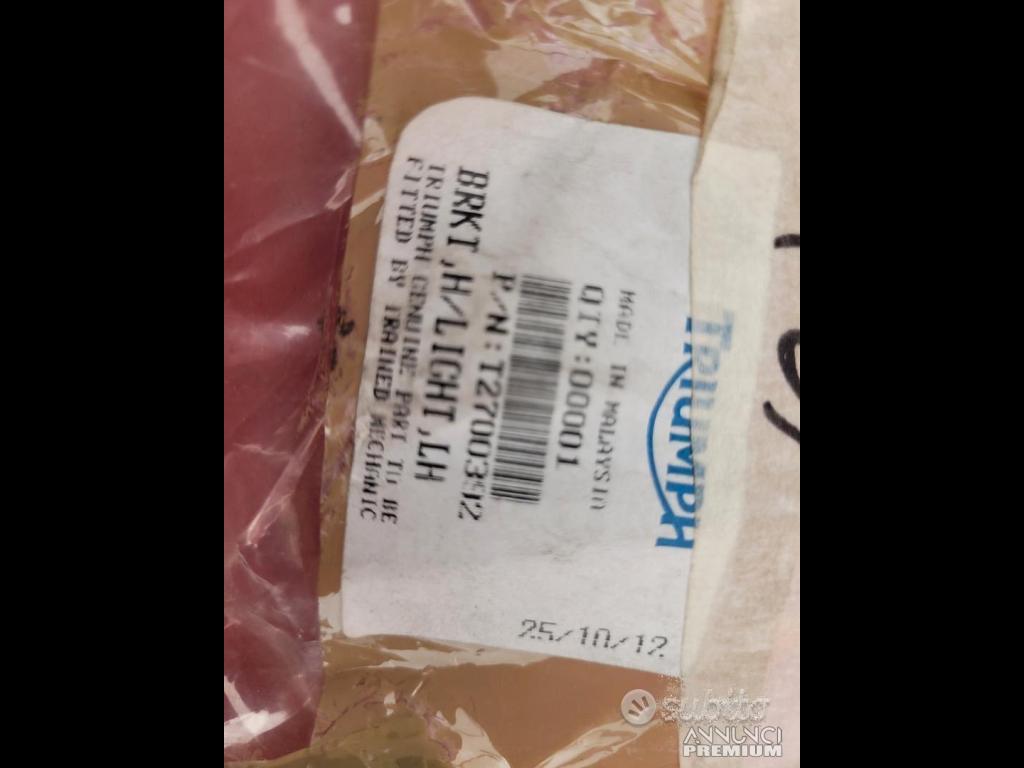 TRIUMPH
MADE IN MALAYSIA
QTY:00001
P/N:T2700392
BRKT,H/LIGHT,LH
TRIUMPH GENUINE PART TO BE
FITTED BY TRAINED MECHANIC
25/10/12
subito
ANNUNCI
PREMIUM